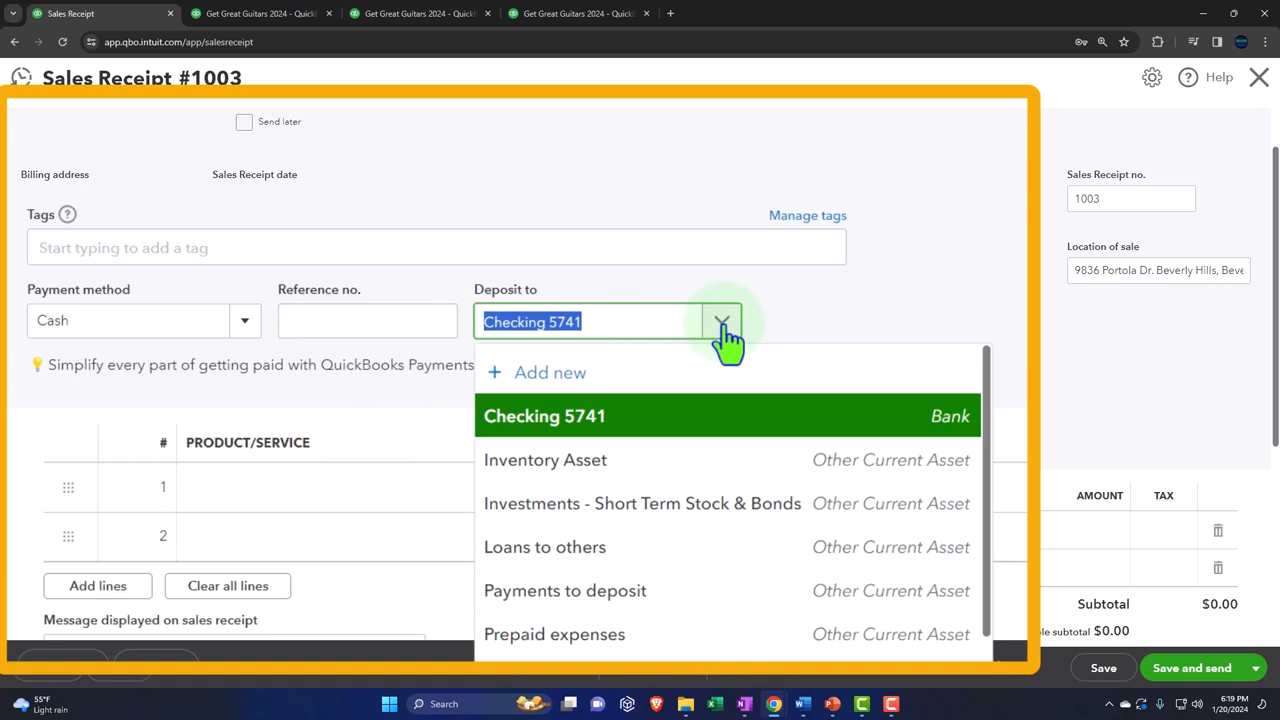 Sales Receipt
Get Great Guitars 2024 - QuickB
Get Great Guitars 2024 - QuickB
Get Great Guitars 2024 - QuickB
app.qbo.intuit.com/app/salesreceipt
Sales Receipt #1003
Help
Send later
Billing address
Sales Receipt date
Sales Receipt no.
1003
Tags ?
Manage tags
Start typing to add a tag
Location of sale
9836 Portola Dr. Beverly Hills, Beve
Payment method
Reference no.
Deposit to
Cash
Checking 5741
Simplify every part of getting paid with QuickBooks Payments
+ Add new
Checking 5741 Bank
Inventory Asset Other Current Asset
Investments - Short Term Stock & Bonds Other Current Asset
Loans to others Other Current Asset
Payments to deposit Other Current Asset
Prepaid expenses Other Current Asset
# PRODUCT/SERVICE
AMOUNT TAX
1
2
Add lines
Clear all lines
Subtotal $0.00
Message displayed on sales receipt
ple subtotal $0.00
Save
Save and send
55°F
Light rain
Search
6:19 PM
1/20/2024